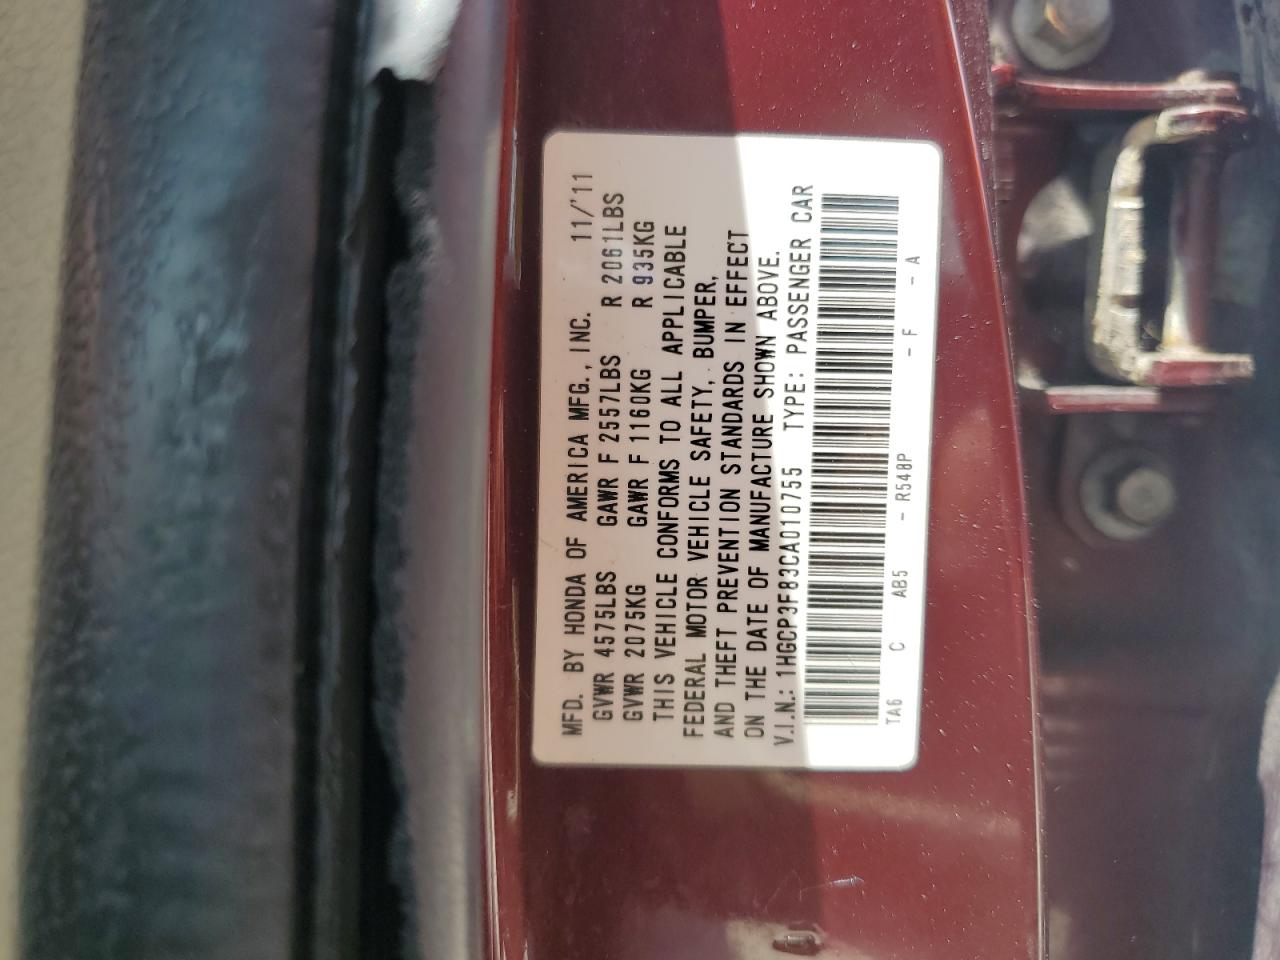 MFD. BY HONDA OF AMERICA MFG., INC. 11/'11
GVWR 4575LBS GAWR F 2557LBS R 2061LBS
GVWR 2075KG GAWR F 1160KG R 935KG
THIS VEHICLE CONFORMS TO ALL APPLICABLE
FEDERAL MOTOR VEHICLE SAFETY, BUMPER,
AND THEFT PREVENTION STANDARDS IN EFFECT
ON THE DATE OF MANUFACTURE SHOWN ABOVE.
V.I.N.: 1HGCP3F83CA010755 TYPE: PASSENGER CAR
TA6 C AB5 - R548P - F - A